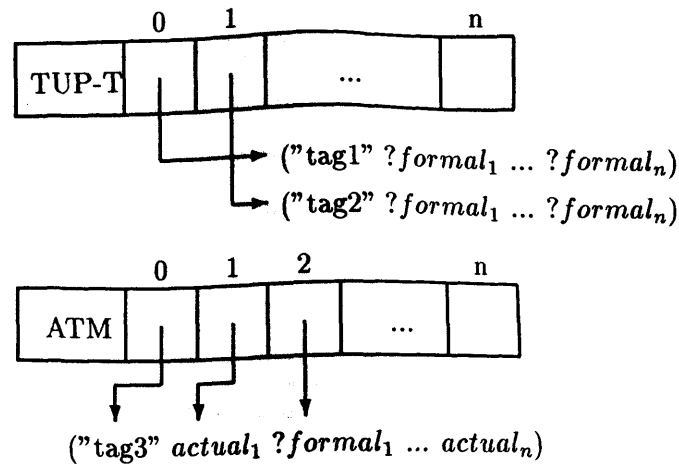 0 1 n
TUP-T ...
("tag1" ?formal₁ ... ?formalₙ)
("tag2" ?formal₁ ... ?formalₙ)
0 1 2 n
ATM ...
("tag3" actual₁ ?formal₁ ... actualₙ)